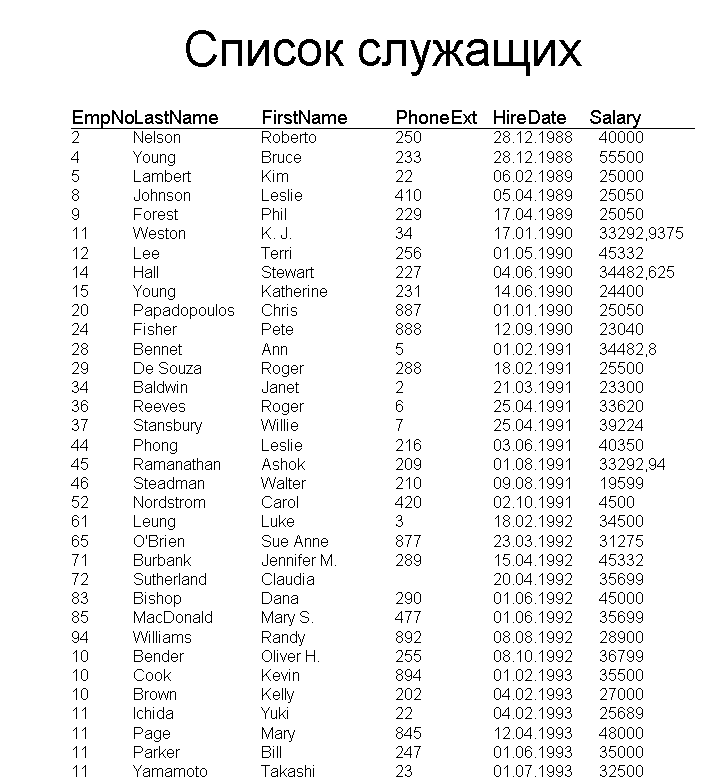 Список служащих
EmpNoLastName FirstName PhoneExt HireDate Salary
2 Nelson Roberto 250 28.12.1988 40000
4 Young Bruce 233 28.12.1988 55500
5 Lambert Kim 22 06.02.1989 25000
8 Johnson Leslie 410 05.04.1989 25050
9 Forest Phil 229 17.04.1989 25050
11 Weston K. J. 34 17.01.1990 33292,9375
12 Lee Terri 256 01.05.1990 45332
14 Hall Stewart 227 04.06.1990 34482,625
15 Young Katherine 231 14.06.1990 24400
20 Papadopoulos Chris 887 01.01.1990 25050
24 Fisher Pete 888 12.09.1990 23040
28 Bennet Ann 5 01.02.1991 34482,8
29 De Souza Roger 288 18.02.1991 25500
34 Baldwin Janet 2 21.03.1991 23300
36 Reeves Roger 6 25.04.1991 33620
37 Stansbury Willie 7 25.04.1991 39224
44 Phong Leslie 216 03.06.1991 40350
45 Ramanathan Ashok 209 01.08.1991 33292,94
46 Steadman Walter 210 09.08.1991 19599
52 Nordstrom Carol 420 02.10.1991 4500
61 Leung Luke 3 18.02.1992 34500
65 O'Brien Sue Anne 877 23.03.1992 31275
71 Burbank Jennifer M. 289 15.04.1992 45332
72 Sutherland Claudia 20.04.1992 35699
83 Bishop Dana 290 01.06.1992 45000
85 MacDonald Mary S. 477 01.06.1992 35699
94 Williams Randy 892 08.08.1992 28900
10 Bender Oliver H. 255 08.10.1992 36799
10 Cook Kevin 894 01.02.1993 35500
10 Brown Kelly 202 04.02.1993 27000
11 Ichida Yuki 22 04.02.1993 25689
11 Page Mary 845 12.04.1993 48000
11 Parker Bill 247 01.06.1993 35000
11 Yamamoto Takashi 23 01.07.1993 32500